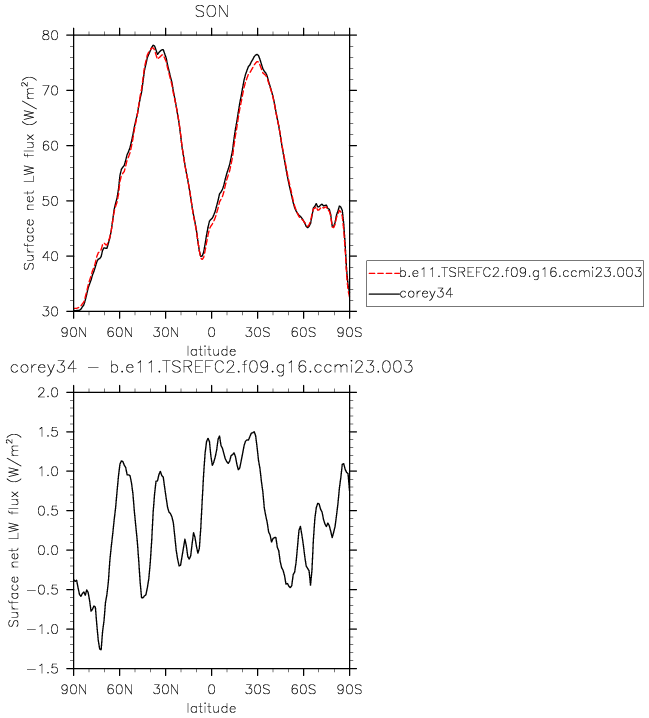 SON
Surface net LW flux (W/m²)
80
70
60
50
40
30
90N 60N 30N 0 30S 60S 90S
latitude
b.e11.TSREFC2.f09.g16.ccmi23.003
corey34
corey34 − b.e11.TSREFC2.f09.g16.ccmi23.003
Surface net LW flux (W/m²)
2.0
1.5
1.0
0.5
0.0
−0.5
−1.0
−1.5
90N 60N 30N 0 30S 60S 90S
latitude